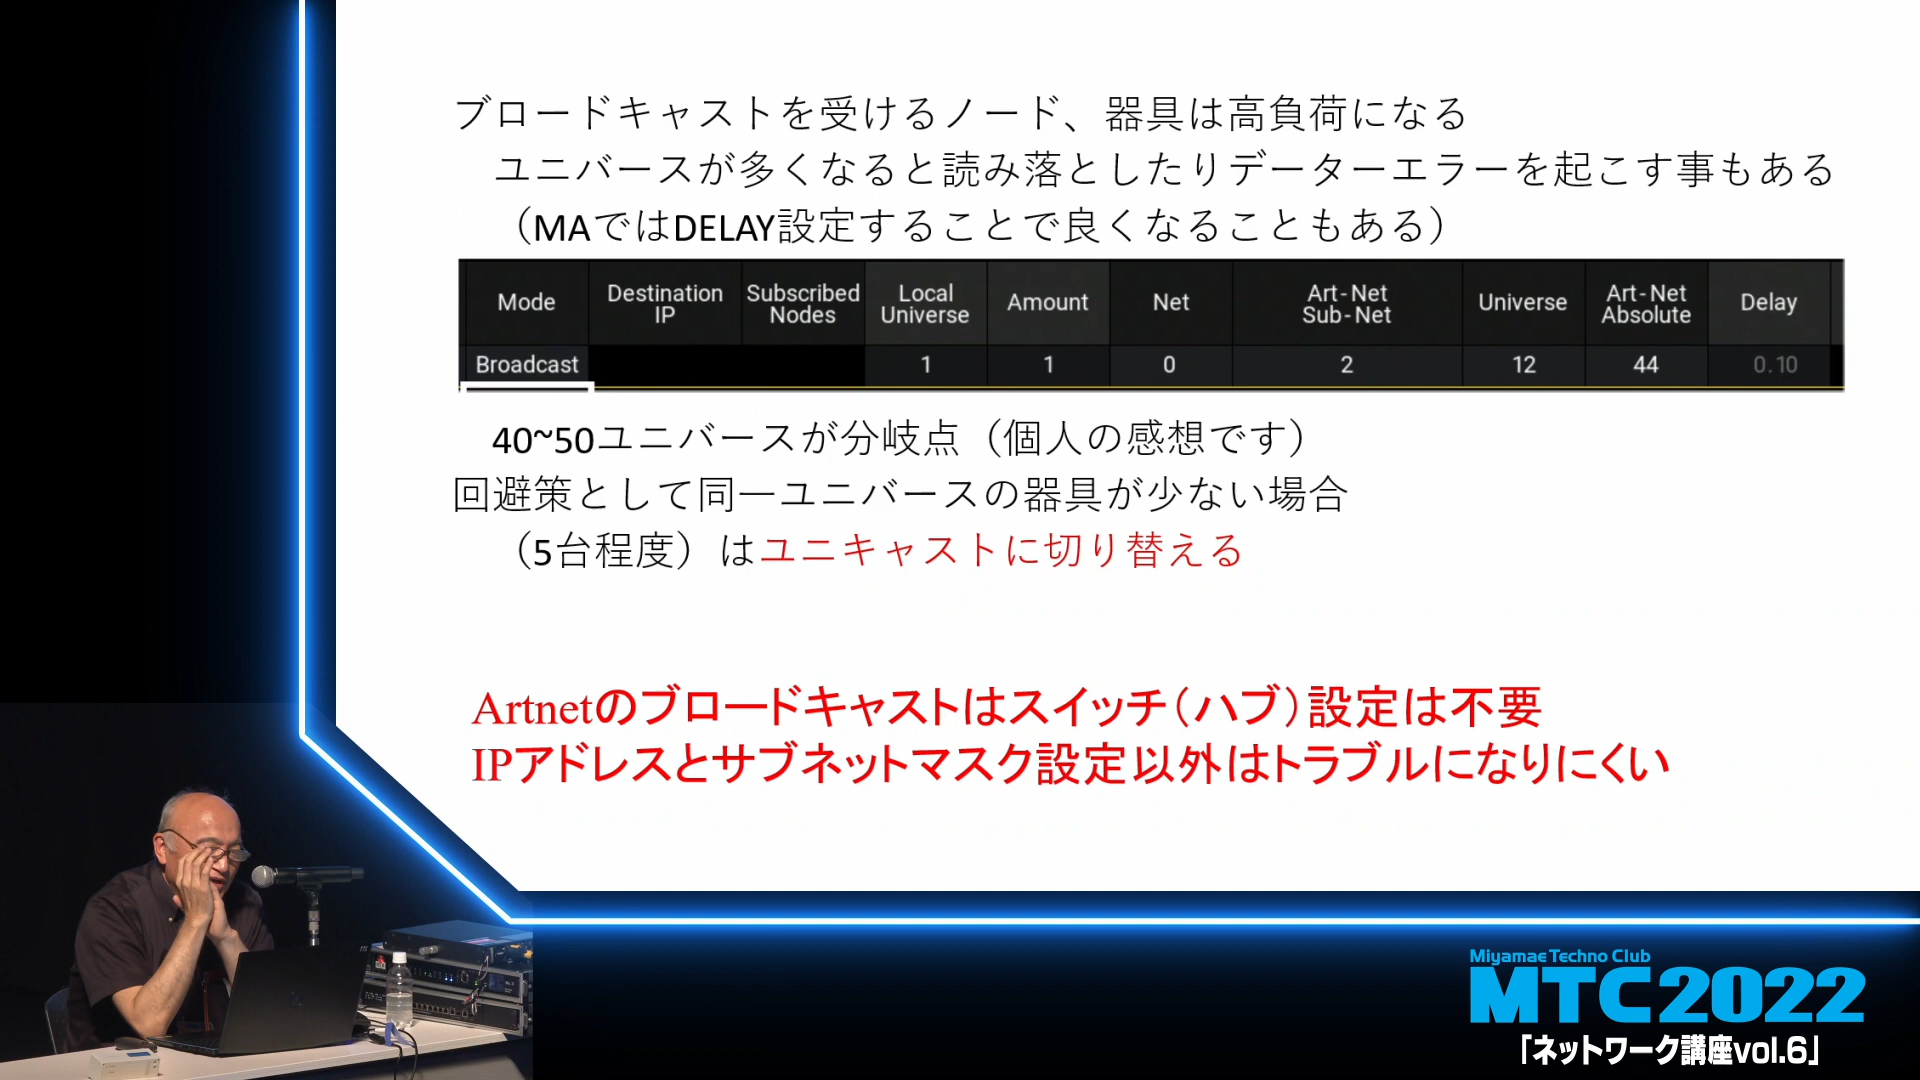 ブロードキャストを受けるノード、器具は高負荷になる
ユニバースが多くなると読み落としたりデーターエラーを起こす事もある
（MAではDELAY設定することで良くなることもある）
Mode Destination IP Subscribed Nodes Local Universe Amount Net Art-Net Sub-Net Universe Art-Net Absolute Delay
Broadcast 1 1 0 2 12 44 0.10
40~50ユニバースが分岐点（個人の感想です）
回避策として同一ユニバースの器具が少ない場合
（5台程度）はユニキャストに切り替える
Artnetのブロードキャストはスイッチ（ハブ）設定は不要
IPアドレスとサブネットマスク設定以外はトラブルになりにくい
Miyamae Techno Club
MTC2022
「ネットワーク講座vol.6」